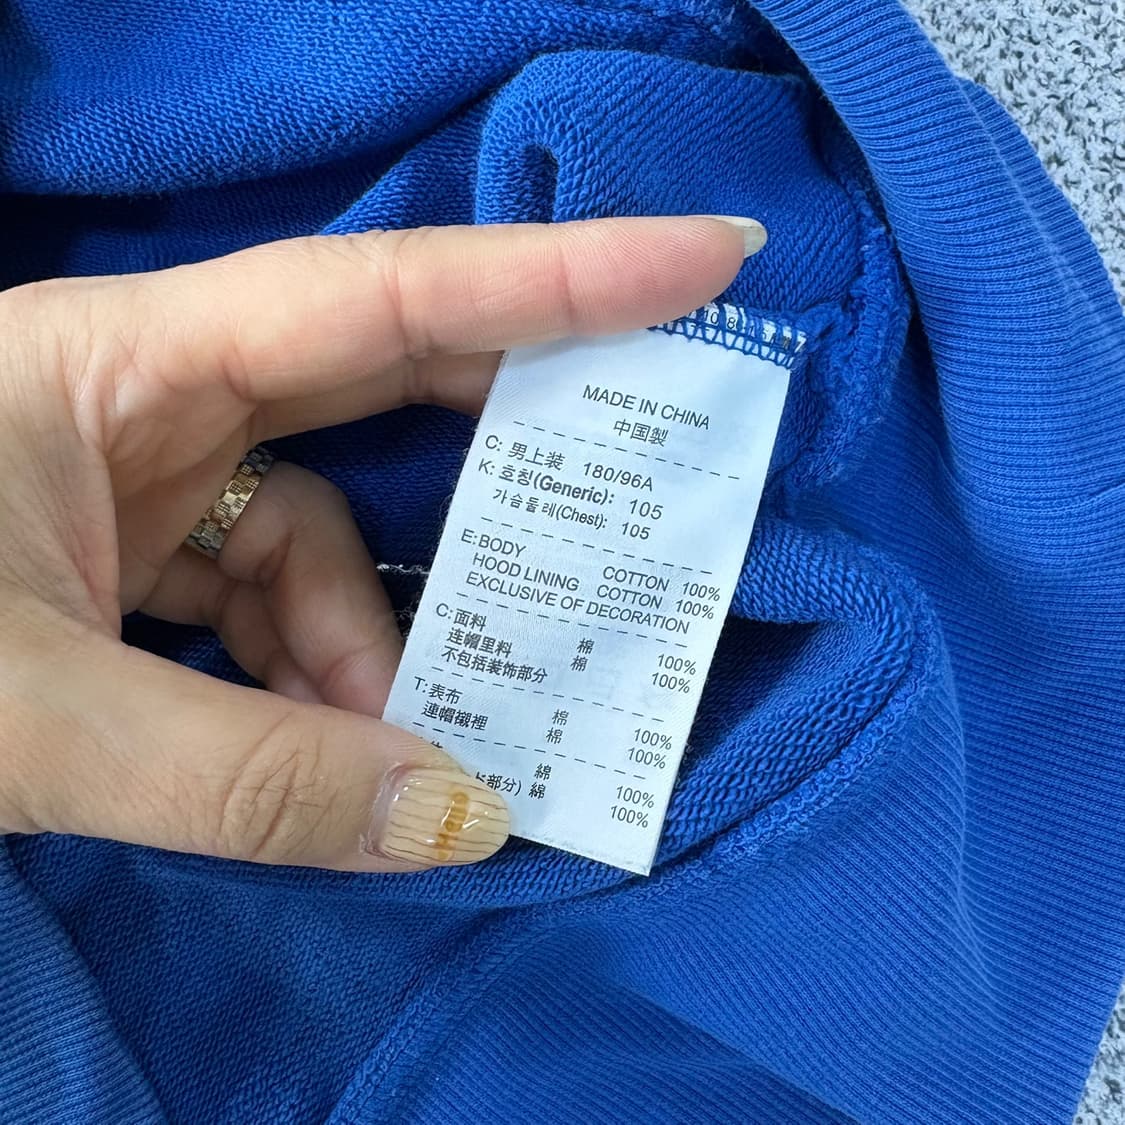 MADE IN CHINA
中国製
C: 男上装 180/96A
K: 호칭(Generic): 105
가슴둘레(Chest): 105
E: BODY COTTON 100%
HOOD LINING COTTON 100%
EXCLUSIVE OF DECORATION
C: 面料 棉 100%
连帽里料 棉 100%
不包括装饰部分
T: 表布 棉 100%
連帽襯裡 棉 100%
綿 100%
ド部分) 綿 100%